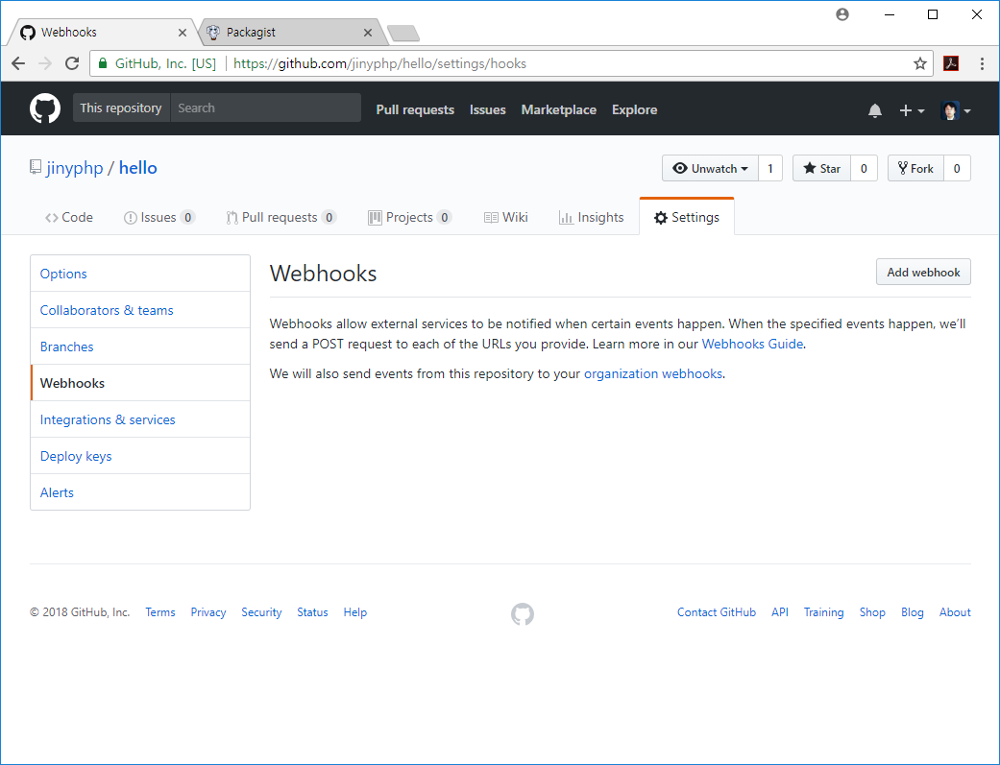 Webhooks
Packagist
GitHub, Inc. [US] https://github.com/jinyphp/hello/settings/hooks
This repository Search Pull requests Issues Marketplace Explore
jinyphp / hello Unwatch 1 Star 0 Fork 0
Code Issues 0 Pull requests 0 Projects 0 Wiki Insights Settings
Options
Collaborators & teams
Branches
Webhooks
Integrations & services
Deploy keys
Alerts
Webhooks Add webhook
Webhooks allow external services to be notified when certain events happen. When the specified events happen, we'll
send a POST request to each of the URLs you provide. Learn more in our Webhooks Guide.
We will also send events from this repository to your organization webhooks.
© 2018 GitHub, Inc. Terms Privacy Security Status Help Contact GitHub API Training Shop Blog About